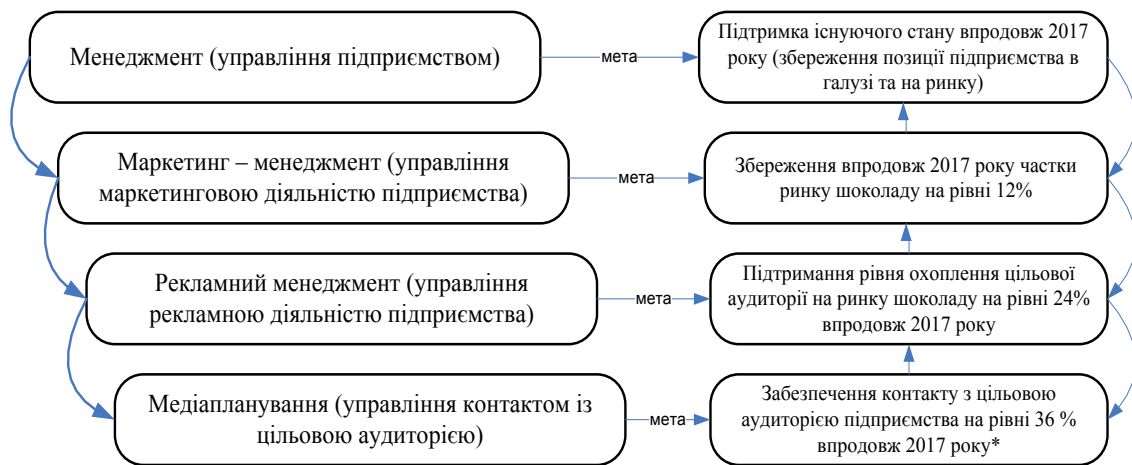 Менеджмент (управління підприємством)
мета
Підтримка існуючого стану впродовж 2017
року (збереження позиції підприємства в
галузі та на ринку)
Маркетинг – менеджмент (управління
маркетинговою діяльністю підприємства)
мета
Збереження впродовж 2017 року частки
ринку шоколаду на рівні 12%
Рекламний менеджмент (управління
рекламною діяльністю підприємства)
мета
Підтримання рівня охоплення цільової
аудиторії на ринку шоколаду на рівні 24%
впродовж 2017 року
Медіапланування (управління контактом із
цільовою аудиторією)
мета
Забезпечення контакту з цільовою
аудиторією підприємства на рівні 36 %
впродовж 2017 року*